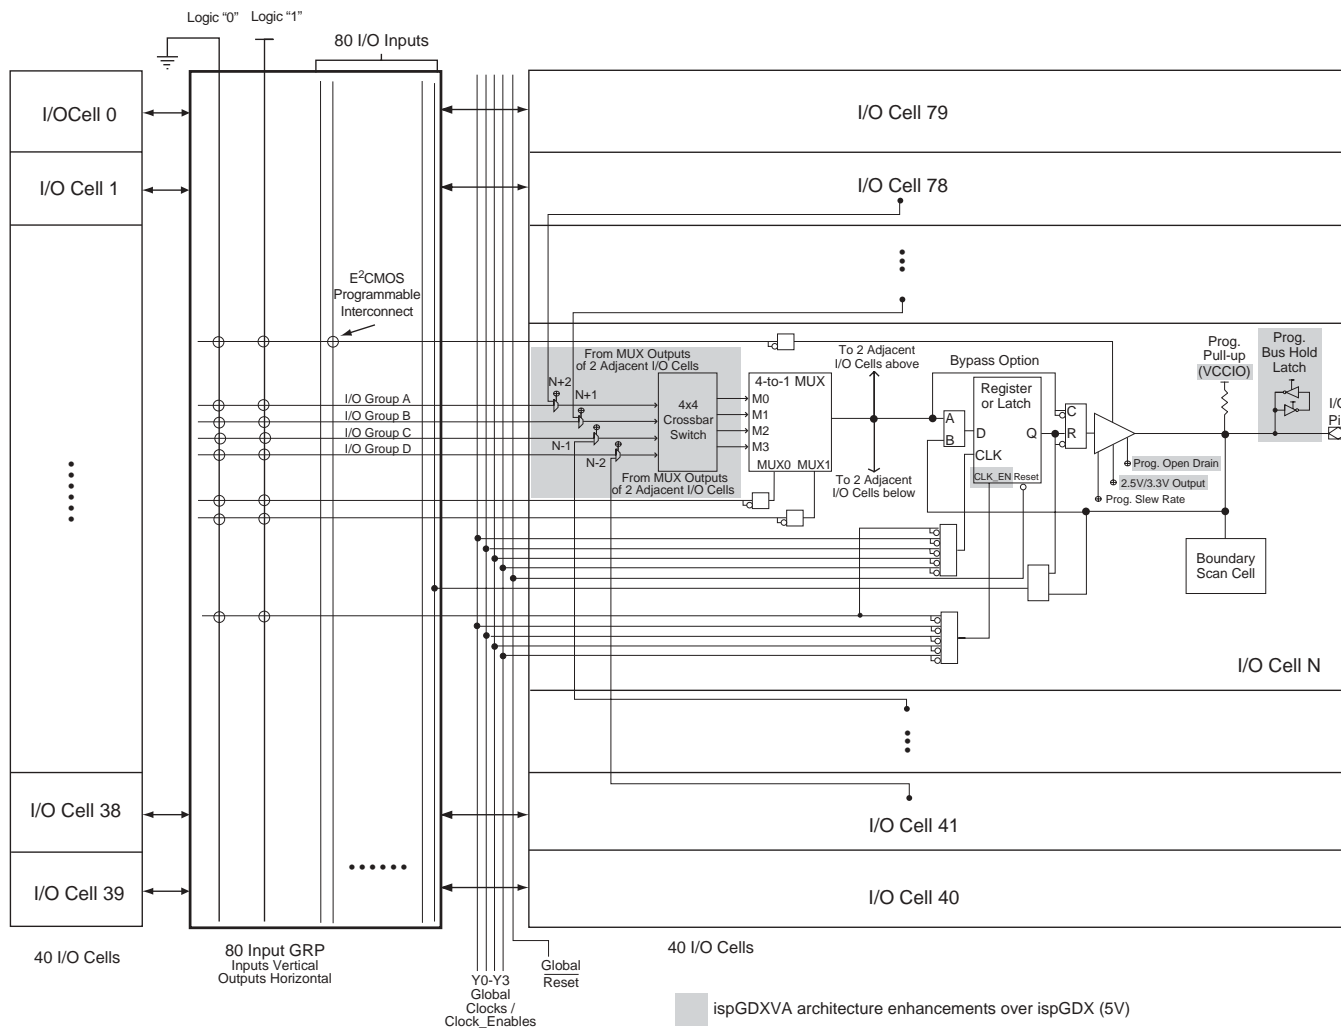 Logic “0” Logic “1”
80 I/O Inputs
I/OCell 0
I/O Cell 79
I/O Cell 1
I/O Cell 78
E²CMOS
Programmable
Interconnect
From MUX Outputs
of 2 Adjacent I/O Cells
N+2
N+1
N-1
N-2
4x4
Crossbar
Switch
From MUX Outputs
of 2 Adjacent I/O Cells
I/O Group A
I/O Group B
I/O Group C
I/O Group D
4-to-1 MUX
M0
M1
M2
M3
MUX0 MUX1
To 2 Adjacent
I/O Cells above
To 2 Adjacent
I/O Cells below
Bypass Option
Register
or Latch
A
B
D
Q
CLK
CLK_EN Reset
C
R
Prog.
Pull-up
(VCCIO)
Prog.
Bus Hold
Latch
I/O
Pi
Prog. Open Drain
2.5V/3.3V Output
Prog. Slew Rate
Boundary
Scan Cell
I/O Cell N
I/O Cell 38
I/O Cell 41
I/O Cell 39
I/O Cell 40
40 I/O Cells
80 Input GRP
Inputs Vertical
Outputs Horizontal
Y0-Y3
Global
Clocks /
Clock_Enables
Global
Reset
40 I/O Cells
ispGDXVA architecture enhancements over ispGDX (5V)